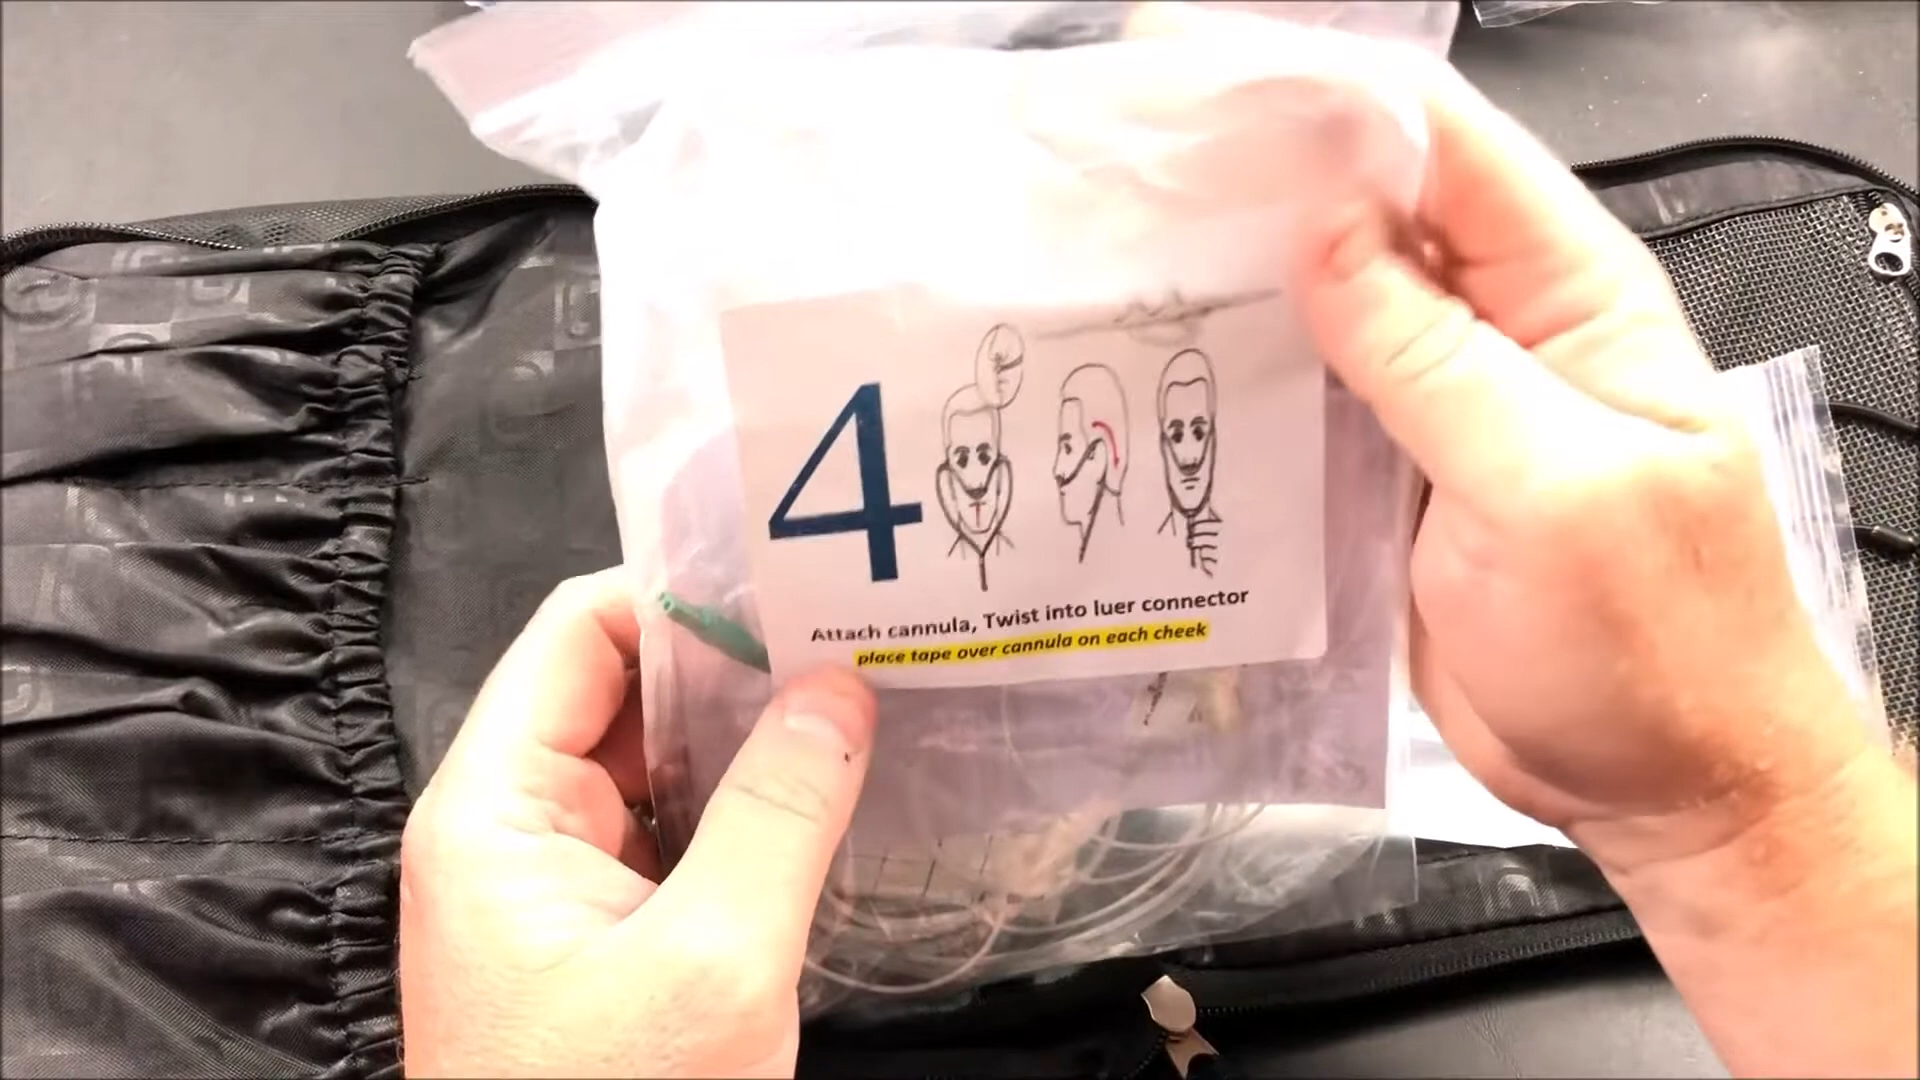 4
Attach cannula, Twist into luer connector
place tape over cannula on each cheek